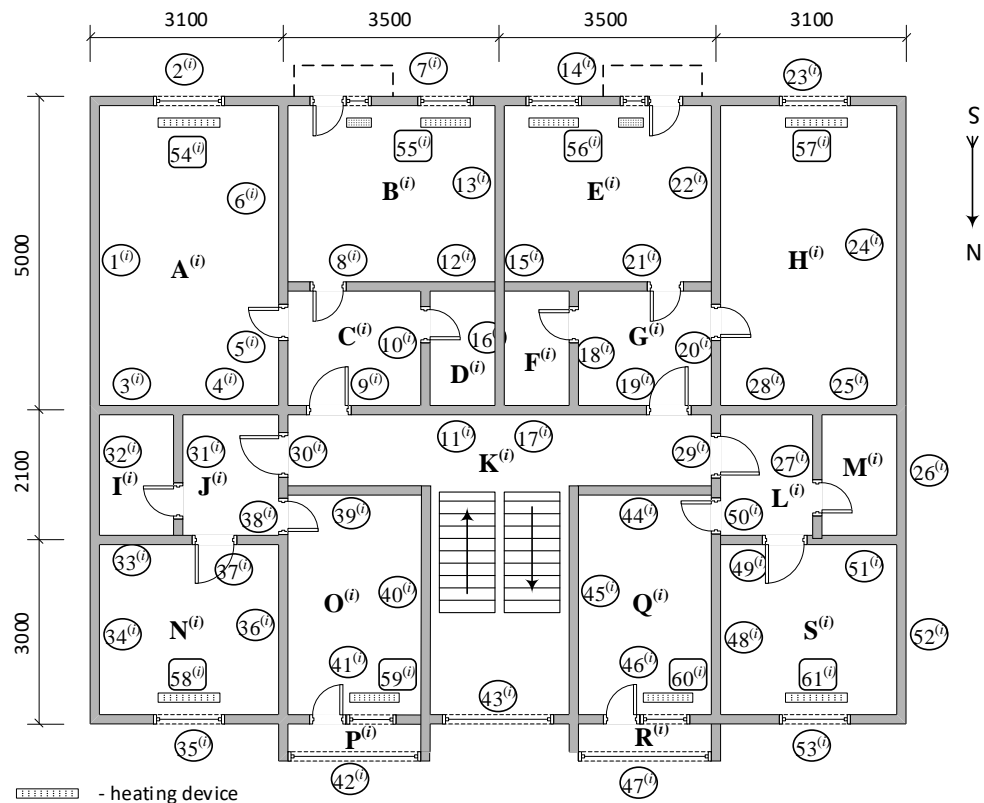 3100 3500 3500 3100
2(i) 7(i) 14(i) 23(i)
S
54(i) 55(i) 56(i) 57(i)
6(i) B(i) 13(i) E(i) 22(i)
N
5000
1(i) A(i) 8(i) 12(i) 15(i) 21(i) H(i) 24(i)
5(i) C(i) 10(i) 16( F(i) 18(i) G(i) 20(i)
D(i)
3(i) 4(i) 9(i) 19(i) 28(i) 25(i)
2100
32(i) 31(i) 30(i) 11(i) 17(i) 29(i) 27(i) 26(i)
I(i) J(i) K(i) L(i) M(i)
38(i) 39(i) 44(i) 50(i)
33(i) 37(i) 49(i) 51(i)
3000
34(i) N(i) 36(i) O(i) 40(i) 45(i) Q(i) 48(i) S(i) 52(i)
58(i) 41(i) 59(i) 46(i) 60(i) 61(i)
43(i)
35(i) P(i) R(i) 53(i)
42(i) 47(i)
- heating device